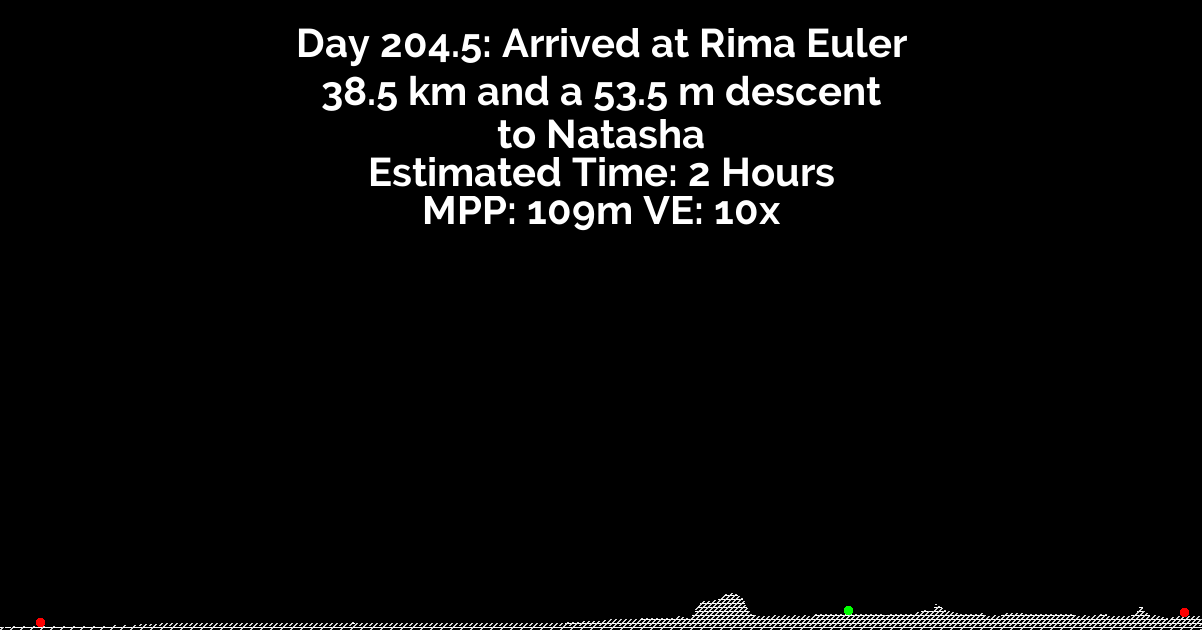 Day 204.5: Arrived at Rima Euler
38.5 km and a 53.5 m descent
to Natasha
Estimated Time: 2 Hours
MPP: 109m VE: 10x